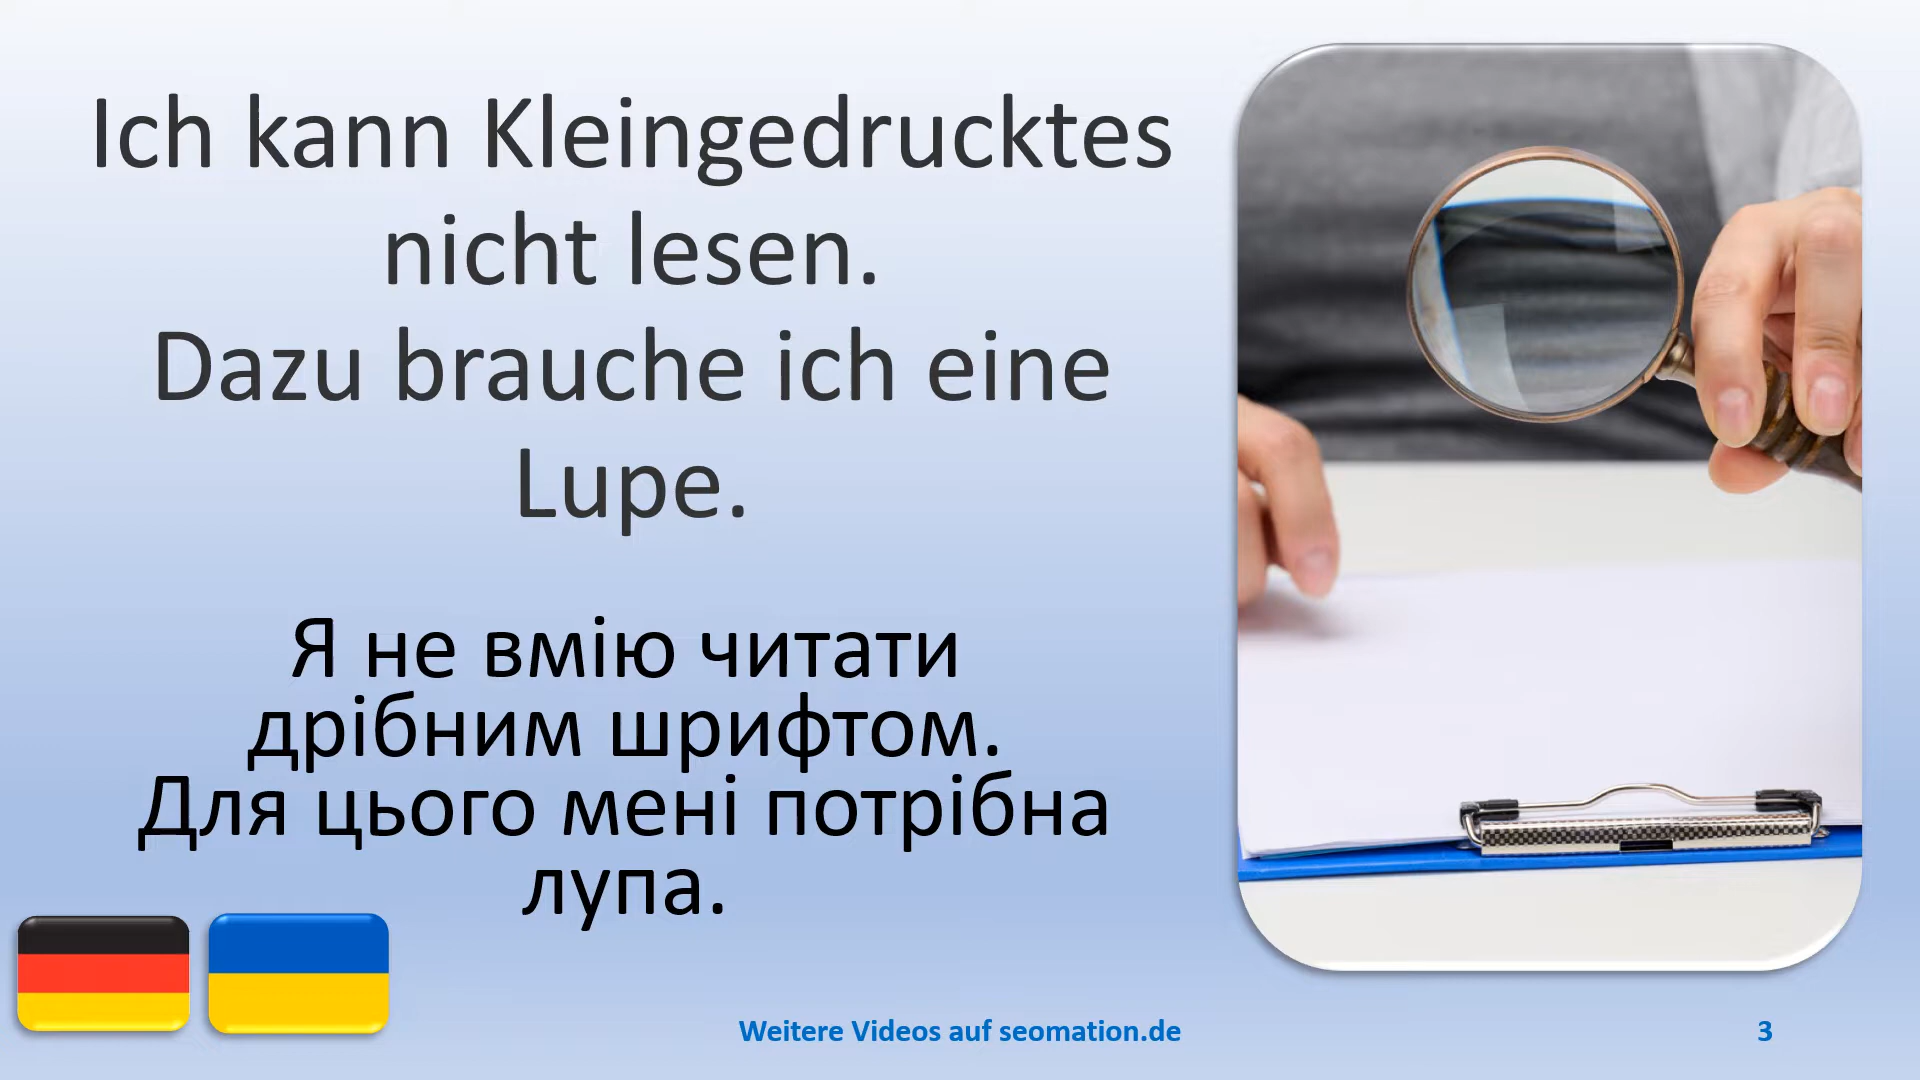 Ich kann Kleingedrucktes
nicht lesen.
Dazu brauche ich eine
Lupe.
Я не вмію читати
дрібним шрифтом.
Для цього мені потрібна
лупа.
Weitere Videos auf seomation.de
3